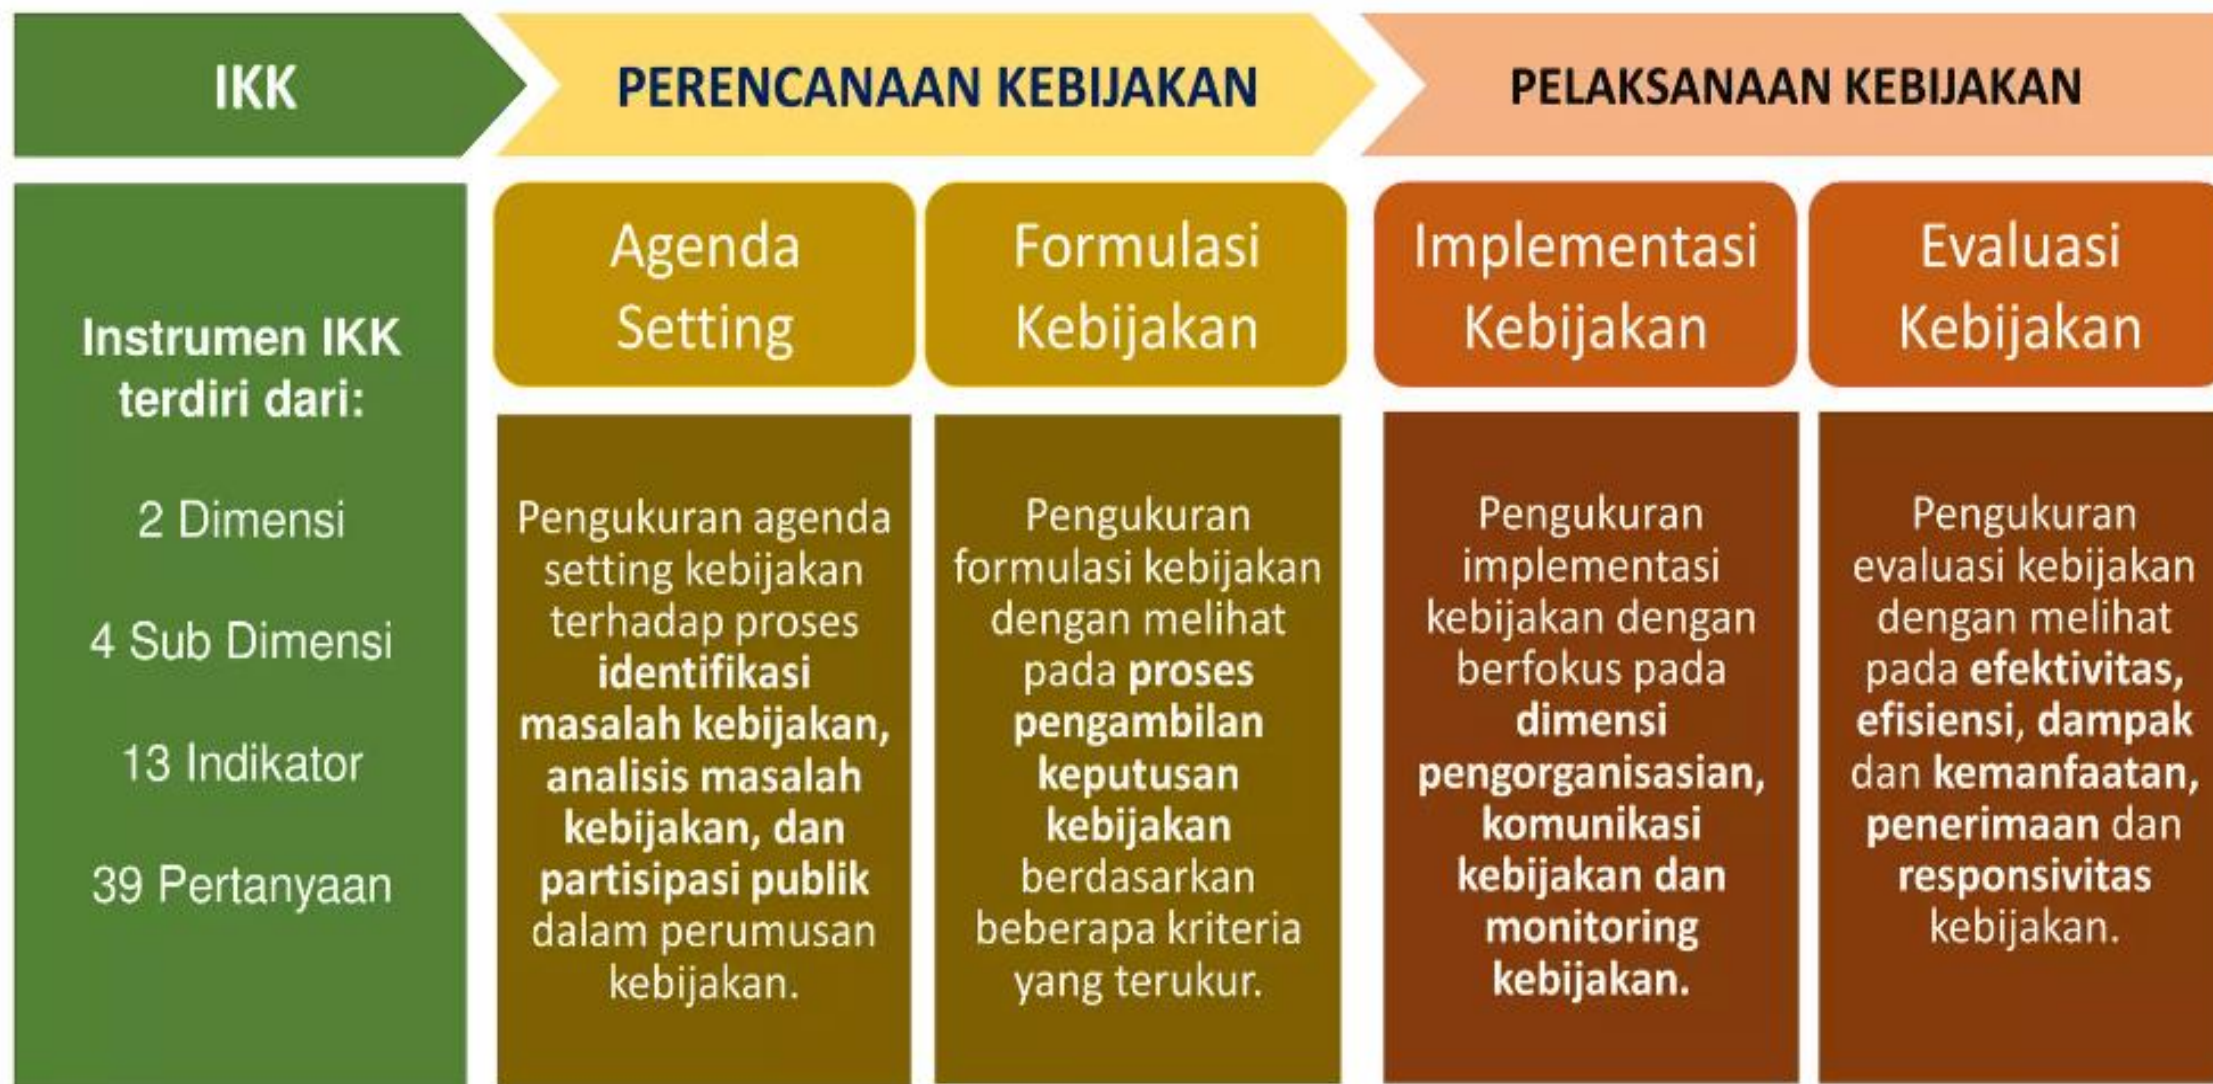 IKK
PERENCANAAN KEBIJAKAN
PELAKSANAAN KEBIJAKAN
Instrumen IKK
terdiri dari:
2 Dimensi
4 Sub Dimensi
13 Indikator
39 Pertanyaan
Agenda
Setting
Pengukuran agenda
setting kebijakan
terhadap proses
identifikasi
masalah kebijakan,
analisis masalah
kebijakan, dan
partisipasi publik
dalam perumusan
kebijakan.
Formulasi
Kebijakan
Pengukuran
formulasi kebijakan
dengan melihat
pada proses
pengambilan
keputusan
kebijakan
berdasarkan
beberapa kriteria
yang terukur.
Implementasi
Kebijakan
Pengukuran
implementasi
kebijakan dengan
berfokus pada
dimensi
pengorganisasian,
komunikasi
kebijakan dan
monitoring
kebijakan.
Evaluasi
Kebijakan
Pengukuran
evaluasi kebijakan
dengan melihat
pada efektivitas,
efisiensi, dampak
dan kemanfaatan,
penerimaan dan
responsivitas
kebijakan.